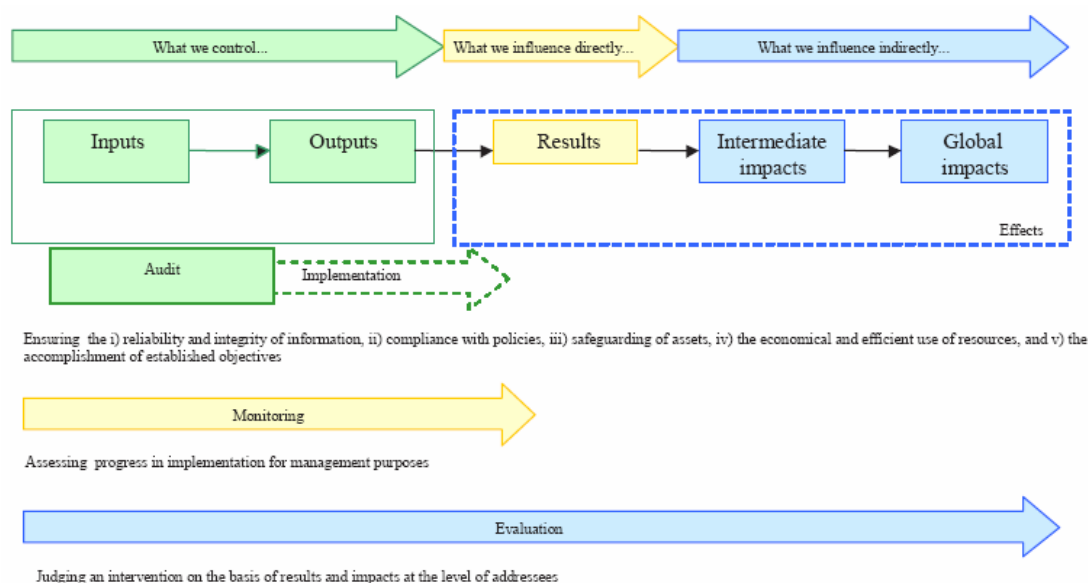 What we control...
What we influence directly...
What we influence indirectly...
Inputs
Outputs
Results
Intermediate
impacts
Global
impacts
Effects
Audit
Implementation
Ensuring the i) reliability and integrity of information, ii) compliance with policies, iii) safeguarding of assets, iv) the economical and efficient use of resources, and v) the
accomplishment of established objectives
Monitoring
Assessing progress in implementation for management purposes
Evaluation
Judging an intervention on the basis of results and impacts at the level of addressees